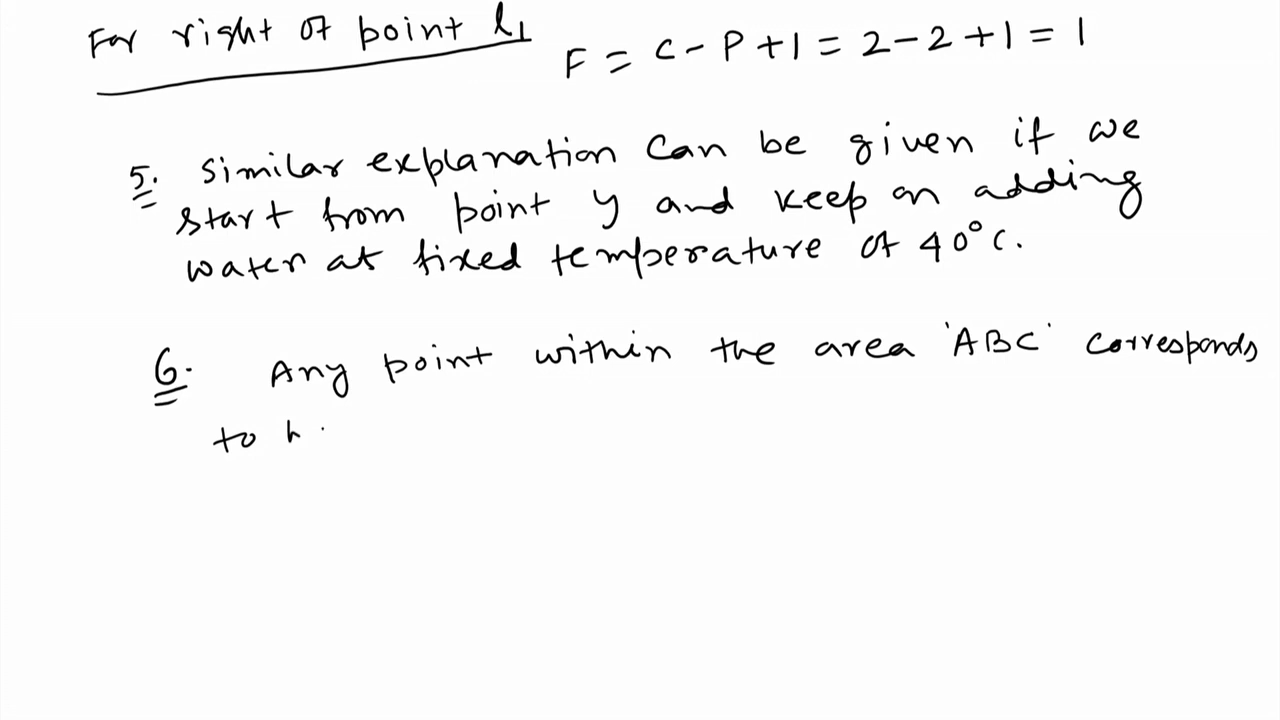 For right of point l₁
F = C - P + 1 = 2 - 2 + 1 = 1
5. Similar explanation can be given if we
start from point y and keep on adding
water at fixed temperature of 40°C.
6. Any point within the area 'ABC' corresponds
to h